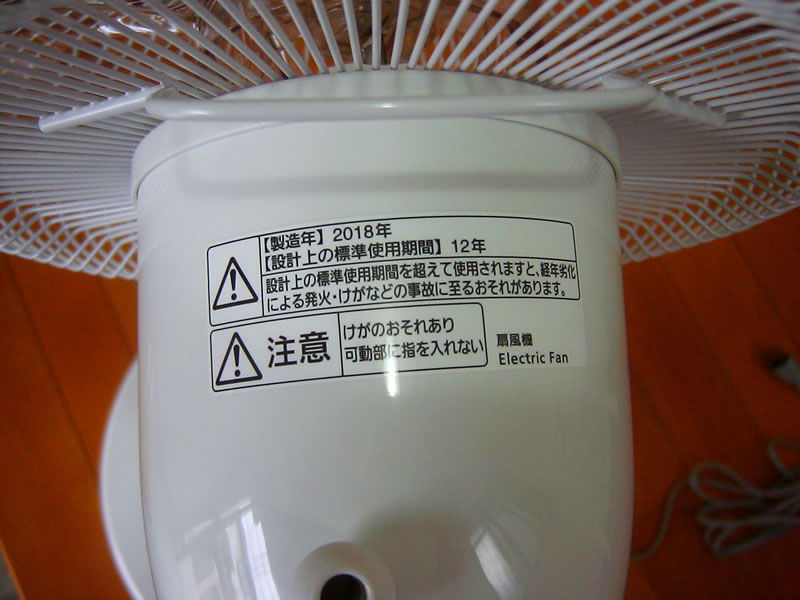 【製造年】 2018年
【設計上の標準使用期間】 12年
設計上の標準使用期間を超えて使用されますと、経年劣化
による発火・けがなどの事故に至るおそれがあります。
注意
けがのおそれあり
可動部に指を入れない
扇風機
Electric Fan